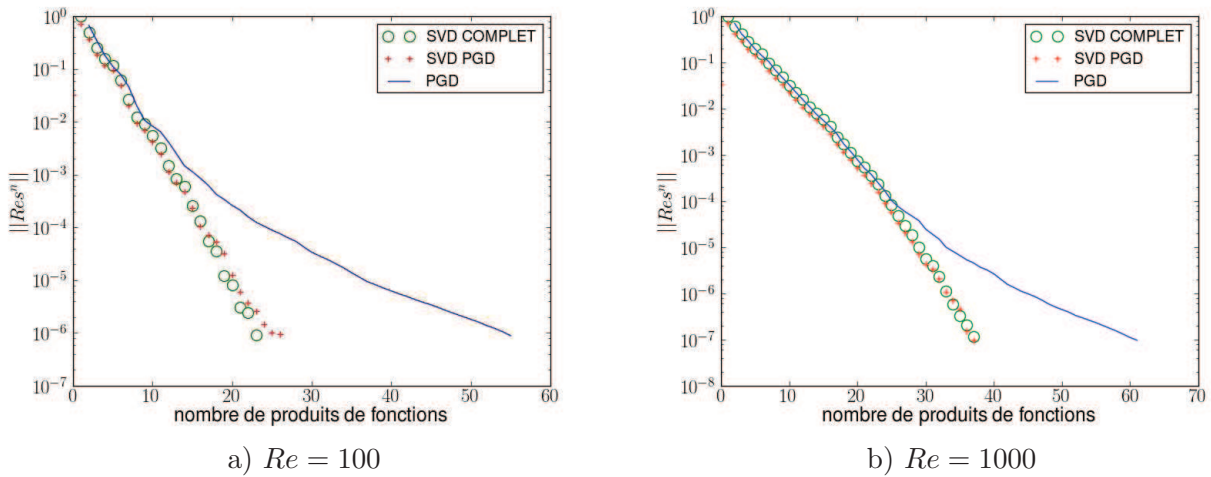 10^0
10^-1
10^-2
10^-3
10^-4
10^-5
10^-6
10^-7
||Res^n||
0 10 20 30 40 50 60
nombre de produits de fonctions
SVD COMPLET
SVD PGD
PGD
a) Re = 100
10^0
10^-1
10^-2
10^-3
10^-4
10^-5
10^-6
10^-7
10^-8
||Res^n||
0 10 20 30 40 50 60 70
nombre de produits de fonctions
SVD COMPLET
SVD PGD
PGD
b) Re = 1000